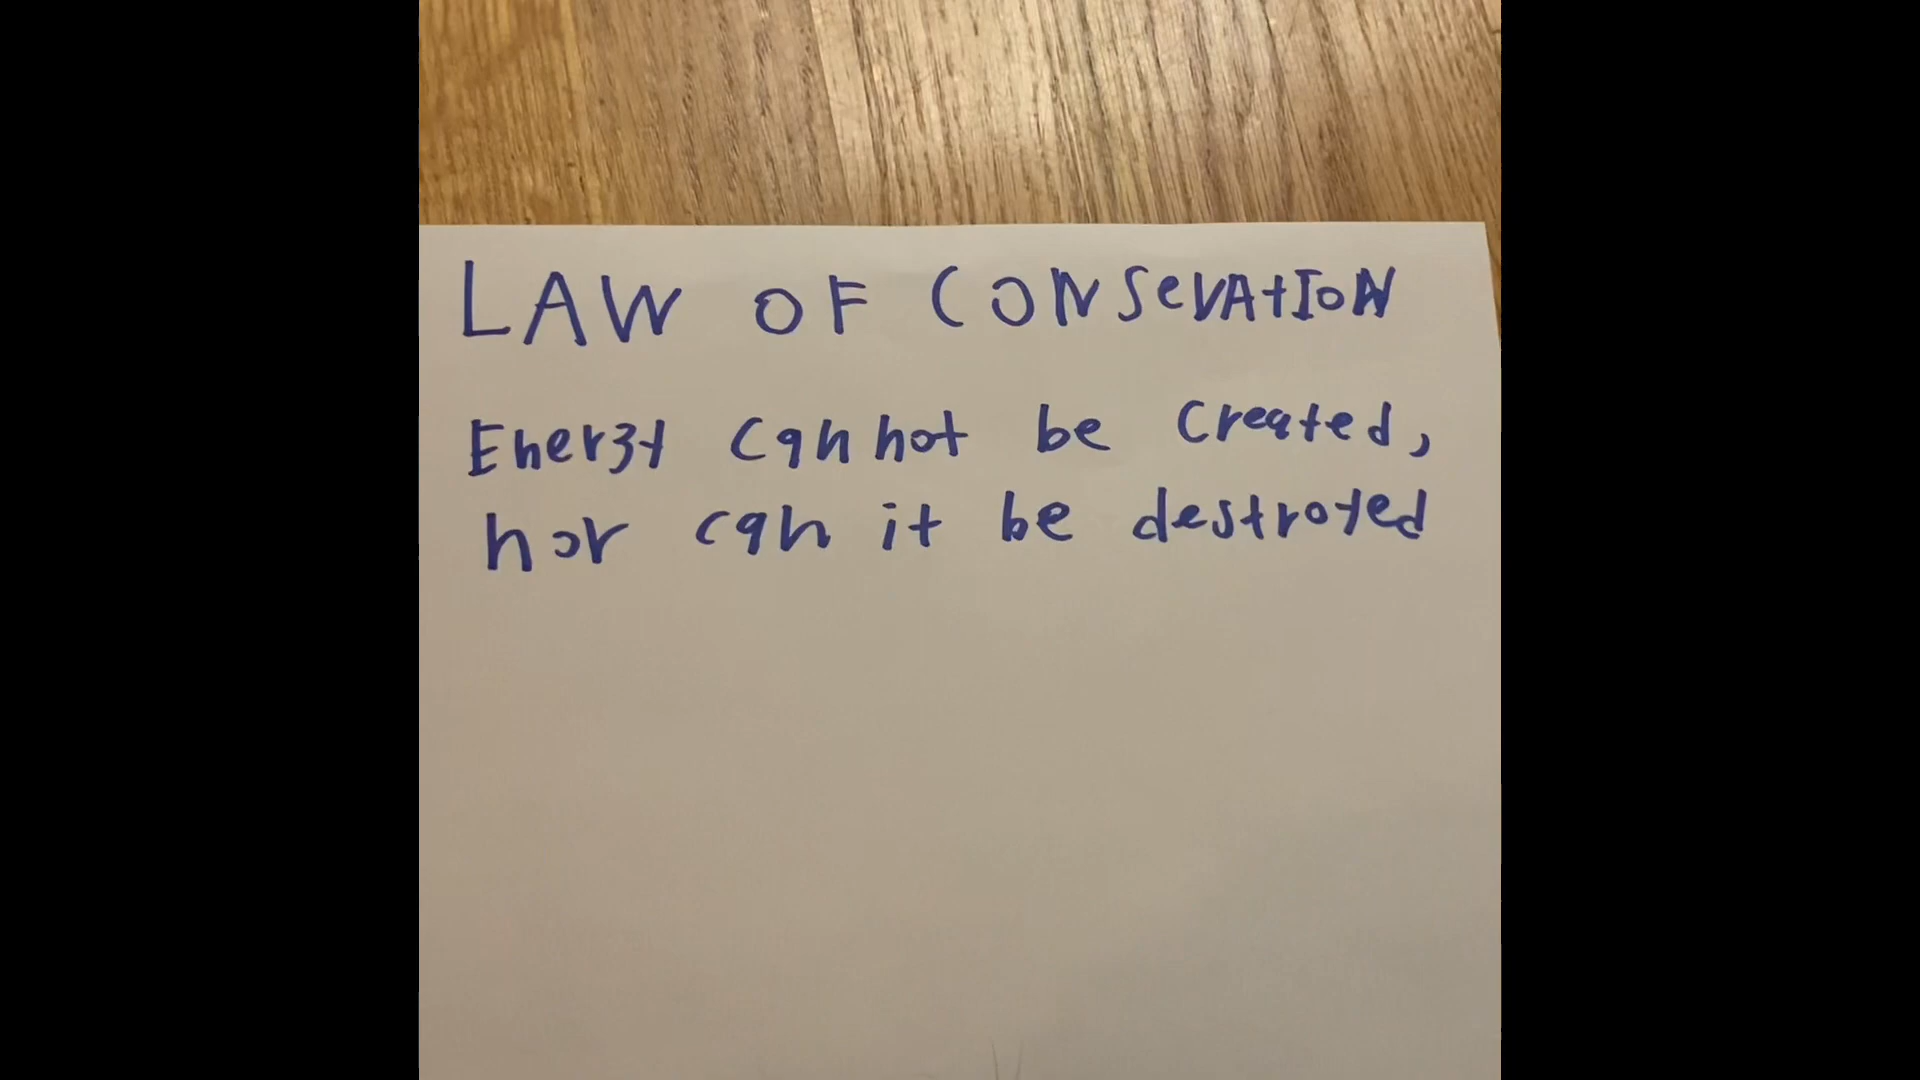 LAW OF CONSeVAtION
Energy cannot be created,
nor can it be destroyed